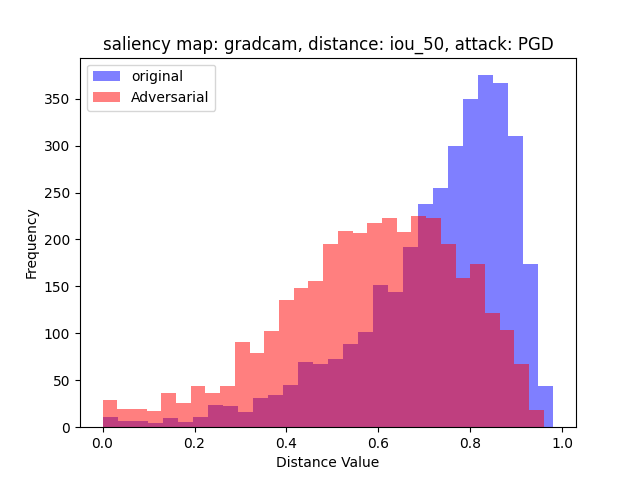 saliency map: gradcam, distance: iou_50, attack: PGD
original
Adversarial
Frequency
350
300
250
200
150
100
50
0
0.0 0.2 0.4 0.6 0.8 1.0
Distance Value